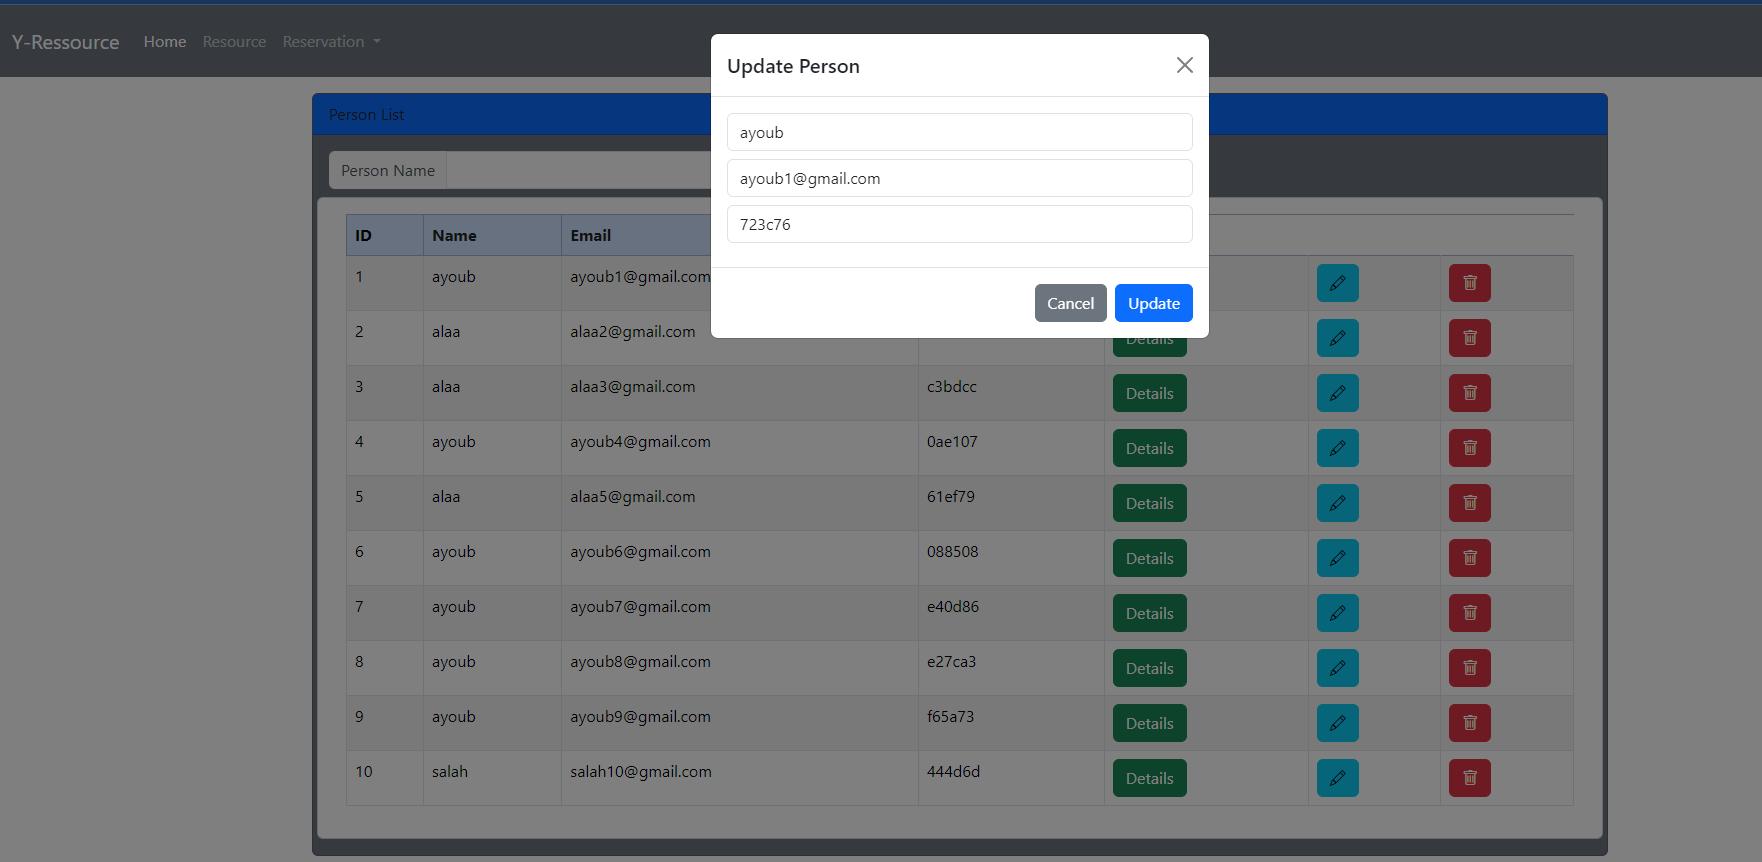 Y-Ressource Home Resource Reservation
Update Person
Person List
ayoub
Person Name
ayoub1@gmail.com
723c76
ID Name Email
1 ayoub ayoub1@gmail.com
Cancel Update
2 alaa alaa2@gmail.com Details
3 alaa alaa3@gmail.com c3bdcc Details
4 ayoub ayoub4@gmail.com 0ae107 Details
5 alaa alaa5@gmail.com 61ef79 Details
6 ayoub ayoub6@gmail.com 088508 Details
7 ayoub ayoub7@gmail.com e40d86 Details
8 ayoub ayoub8@gmail.com e27ca3 Details
9 ayoub ayoub9@gmail.com f65a73 Details
10 salah salah10@gmail.com 444d6d Details